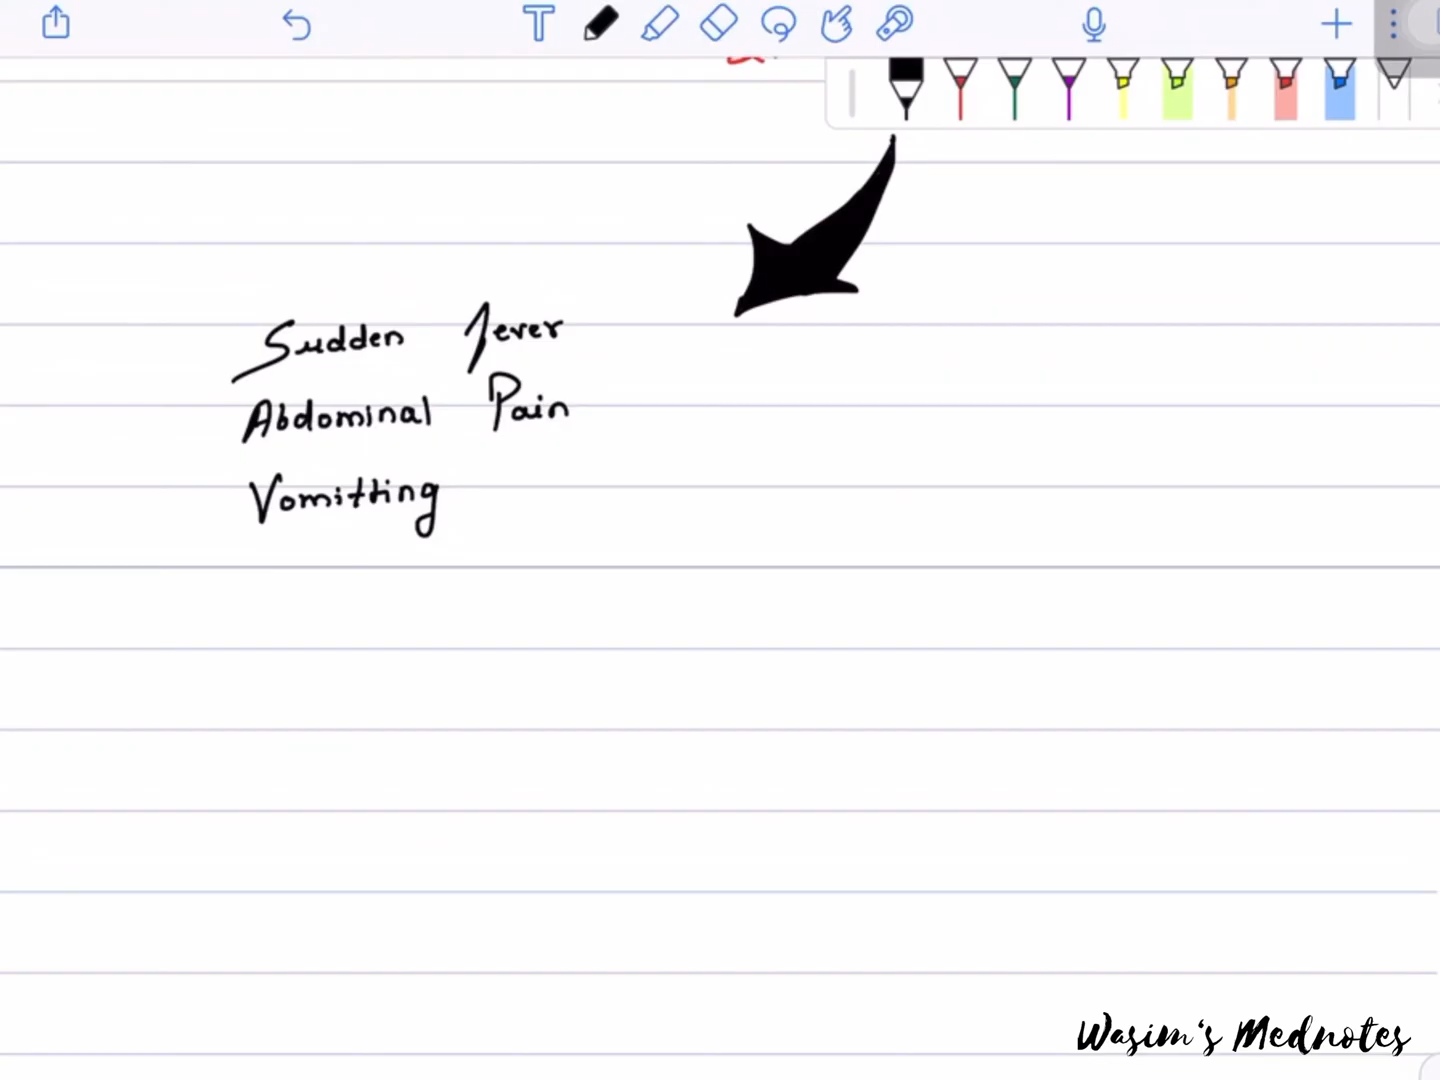 Sudden fever
Abdominal Pain
Vomitting
Wasim's Mednotes